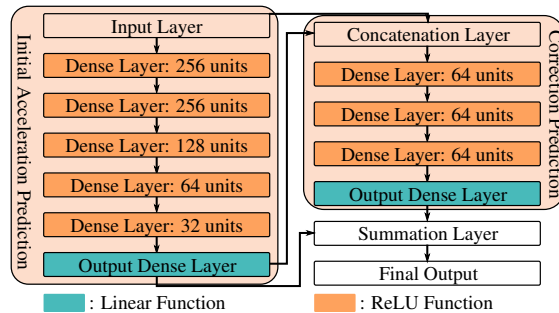 Initial Acceleration Prediction
Input Layer
Dense Layer: 256 units
Dense Layer: 256 units
Dense Layer: 128 units
Dense Layer: 64 units
Dense Layer: 32 units
Output Dense Layer
Correction Prediction
Concatenation Layer
Dense Layer: 64 units
Dense Layer: 64 units
Dense Layer: 64 units
Output Dense Layer
Summation Layer
Final Output
: Linear Function
: ReLU Function